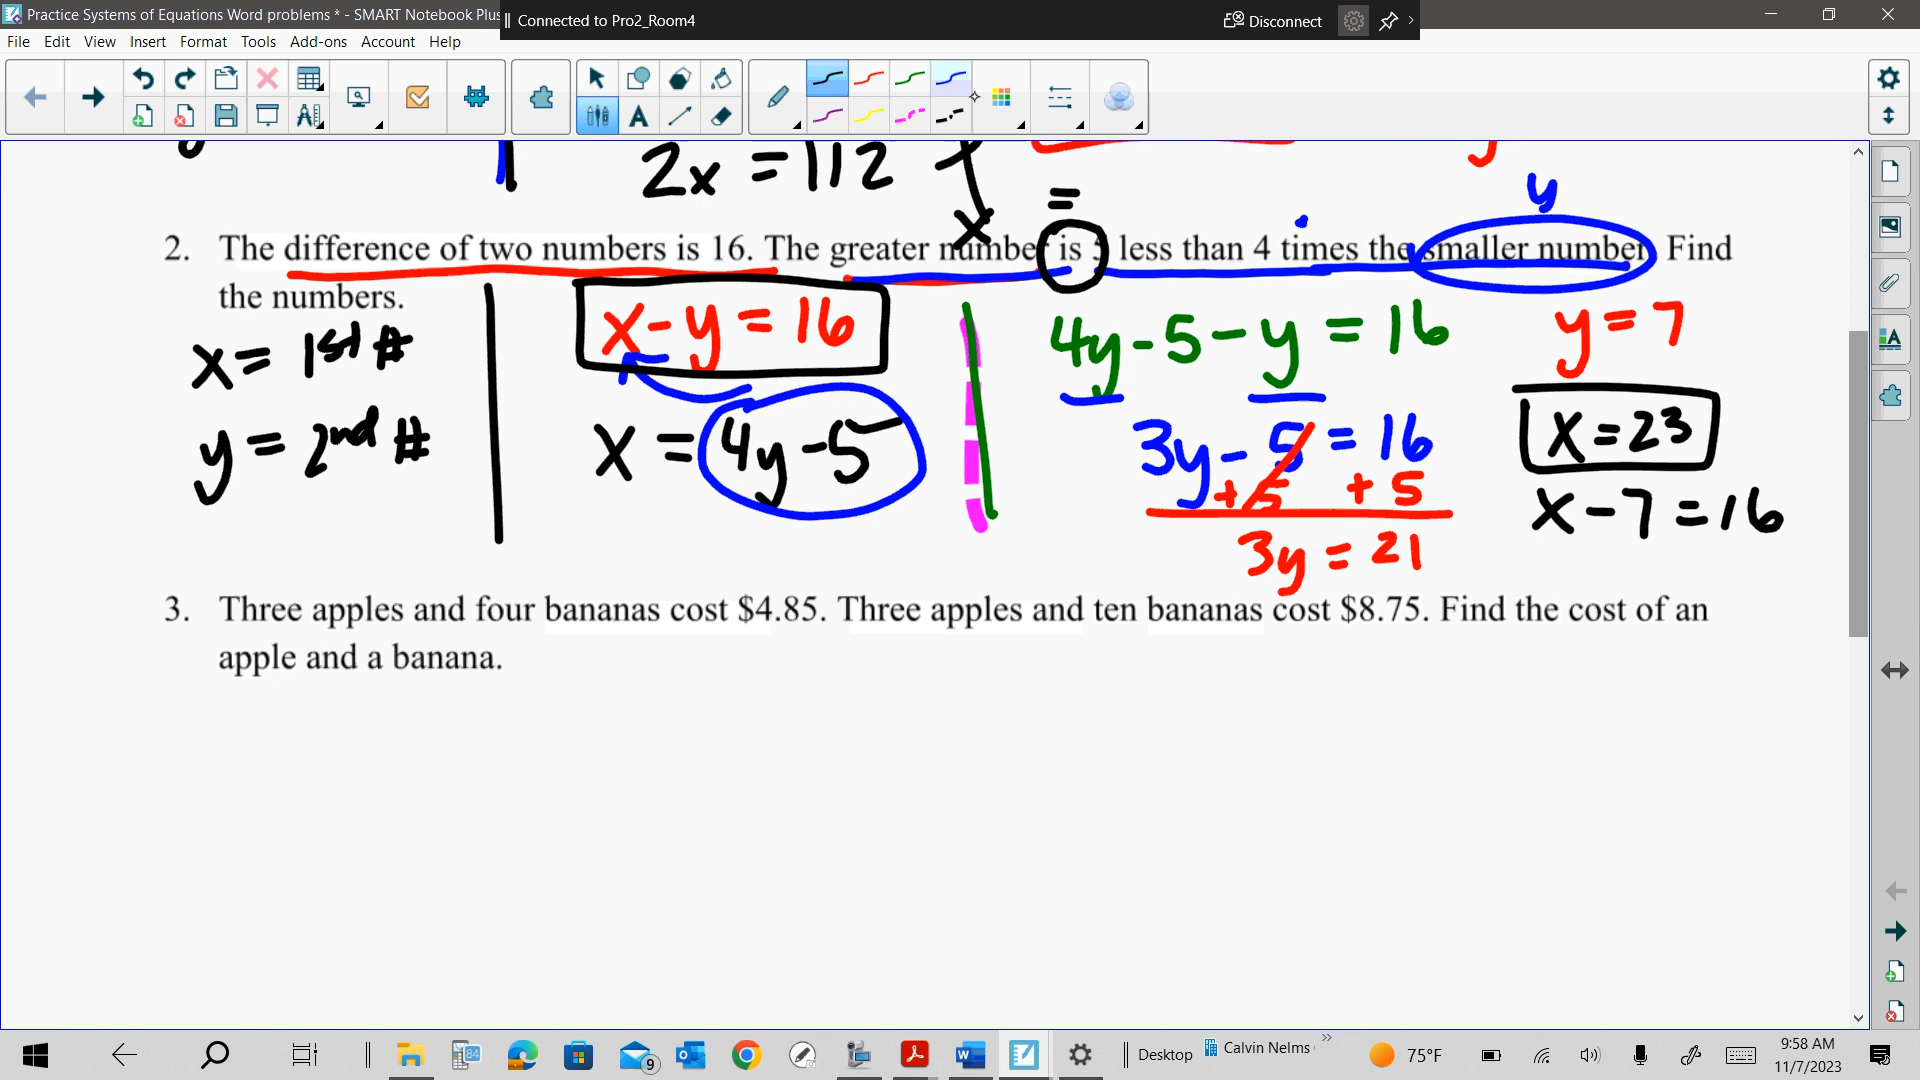 Practice Systems of Equations Word problems * - SMART Notebook Plus
Connected to Pro2_Room4
Disconnect
File Edit View Insert Format Tools Add-ons Account Help
2x = 112
x
=
y
2. The difference of two numbers is 16. The greater number is 5 less than 4 times the smaller number. Find
the numbers.
x = 1st #
y = 2nd #
x - y = 16
x = 4y - 5
4y - 5 - y = 16
3y - 5 = 16
+ 5 + 5
3y = 21
y = 7
x = 23
x - 7 = 16
3. Three apples and four bananas cost $4.85. Three apples and ten bananas cost $8.75. Find the cost of an
apple and a banana.
84
9
Desktop
Calvin Nelms
75°F
9:58 AM
11/7/2023